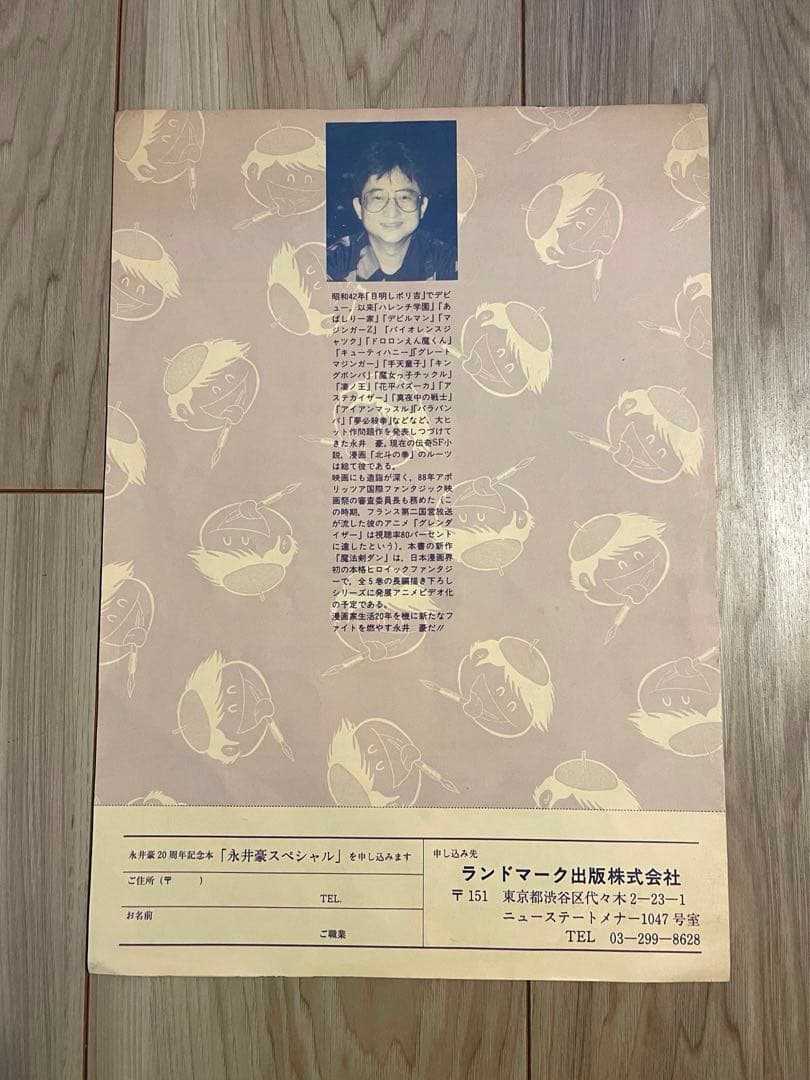 昭和42年「目明しポリ吉」でデビ
ュー，以来「ハレンチ学園」「あ
ばしり一家」「デビルマン」「マ
ジンガーZ」「バイオレンスジ
ャック」「ドロロンえん魔くん」
「キューティハニー」「グレート
マジンガー」「手天童子」「キン
グボンバ」「魔女っ子チックル」
「凄ノ王」「花平バズーカ」「ア
ステカイザー」「真夜中の戦士」
「アイアンマッスル」「バラバン
バ」「夢必殺拳」などなど、大ヒ
ット作問題作を発表しつづけて
きた永井　豪。現在の伝奇SF小
説，漫画「北斗の拳」のルーツ
は総て彼である。
映画にも造詣が深く，88年アボ
リッツア国際ファンタジック映
画祭の審査委員長も務めた（こ
の時期，フランス第二国営放送
が流した彼のアニメ『グレンダ
イザー』は視聴率80パーセント
に達したという）。本書の新作
『魔法剣ダン』は，日本漫画界
初の本格ヒロイックファンタジ
ーで，全5巻の長編描き下ろし
シリーズに発展アニメビデオ化
の予定である。
漫画家生活20年を機に新たなフ
ァイトを燃やす永井　豪だ!!
永井豪20周年記念本「永井豪スペシャル」を申し込みます
ご住所（〒　　）
TEL.
お名前
ご職業
申し込み先
ランドマーク出版株式会社
〒151　東京都渋谷区代々木2―23―1
ニューステートメナー1047号室
TEL　03―299―8628